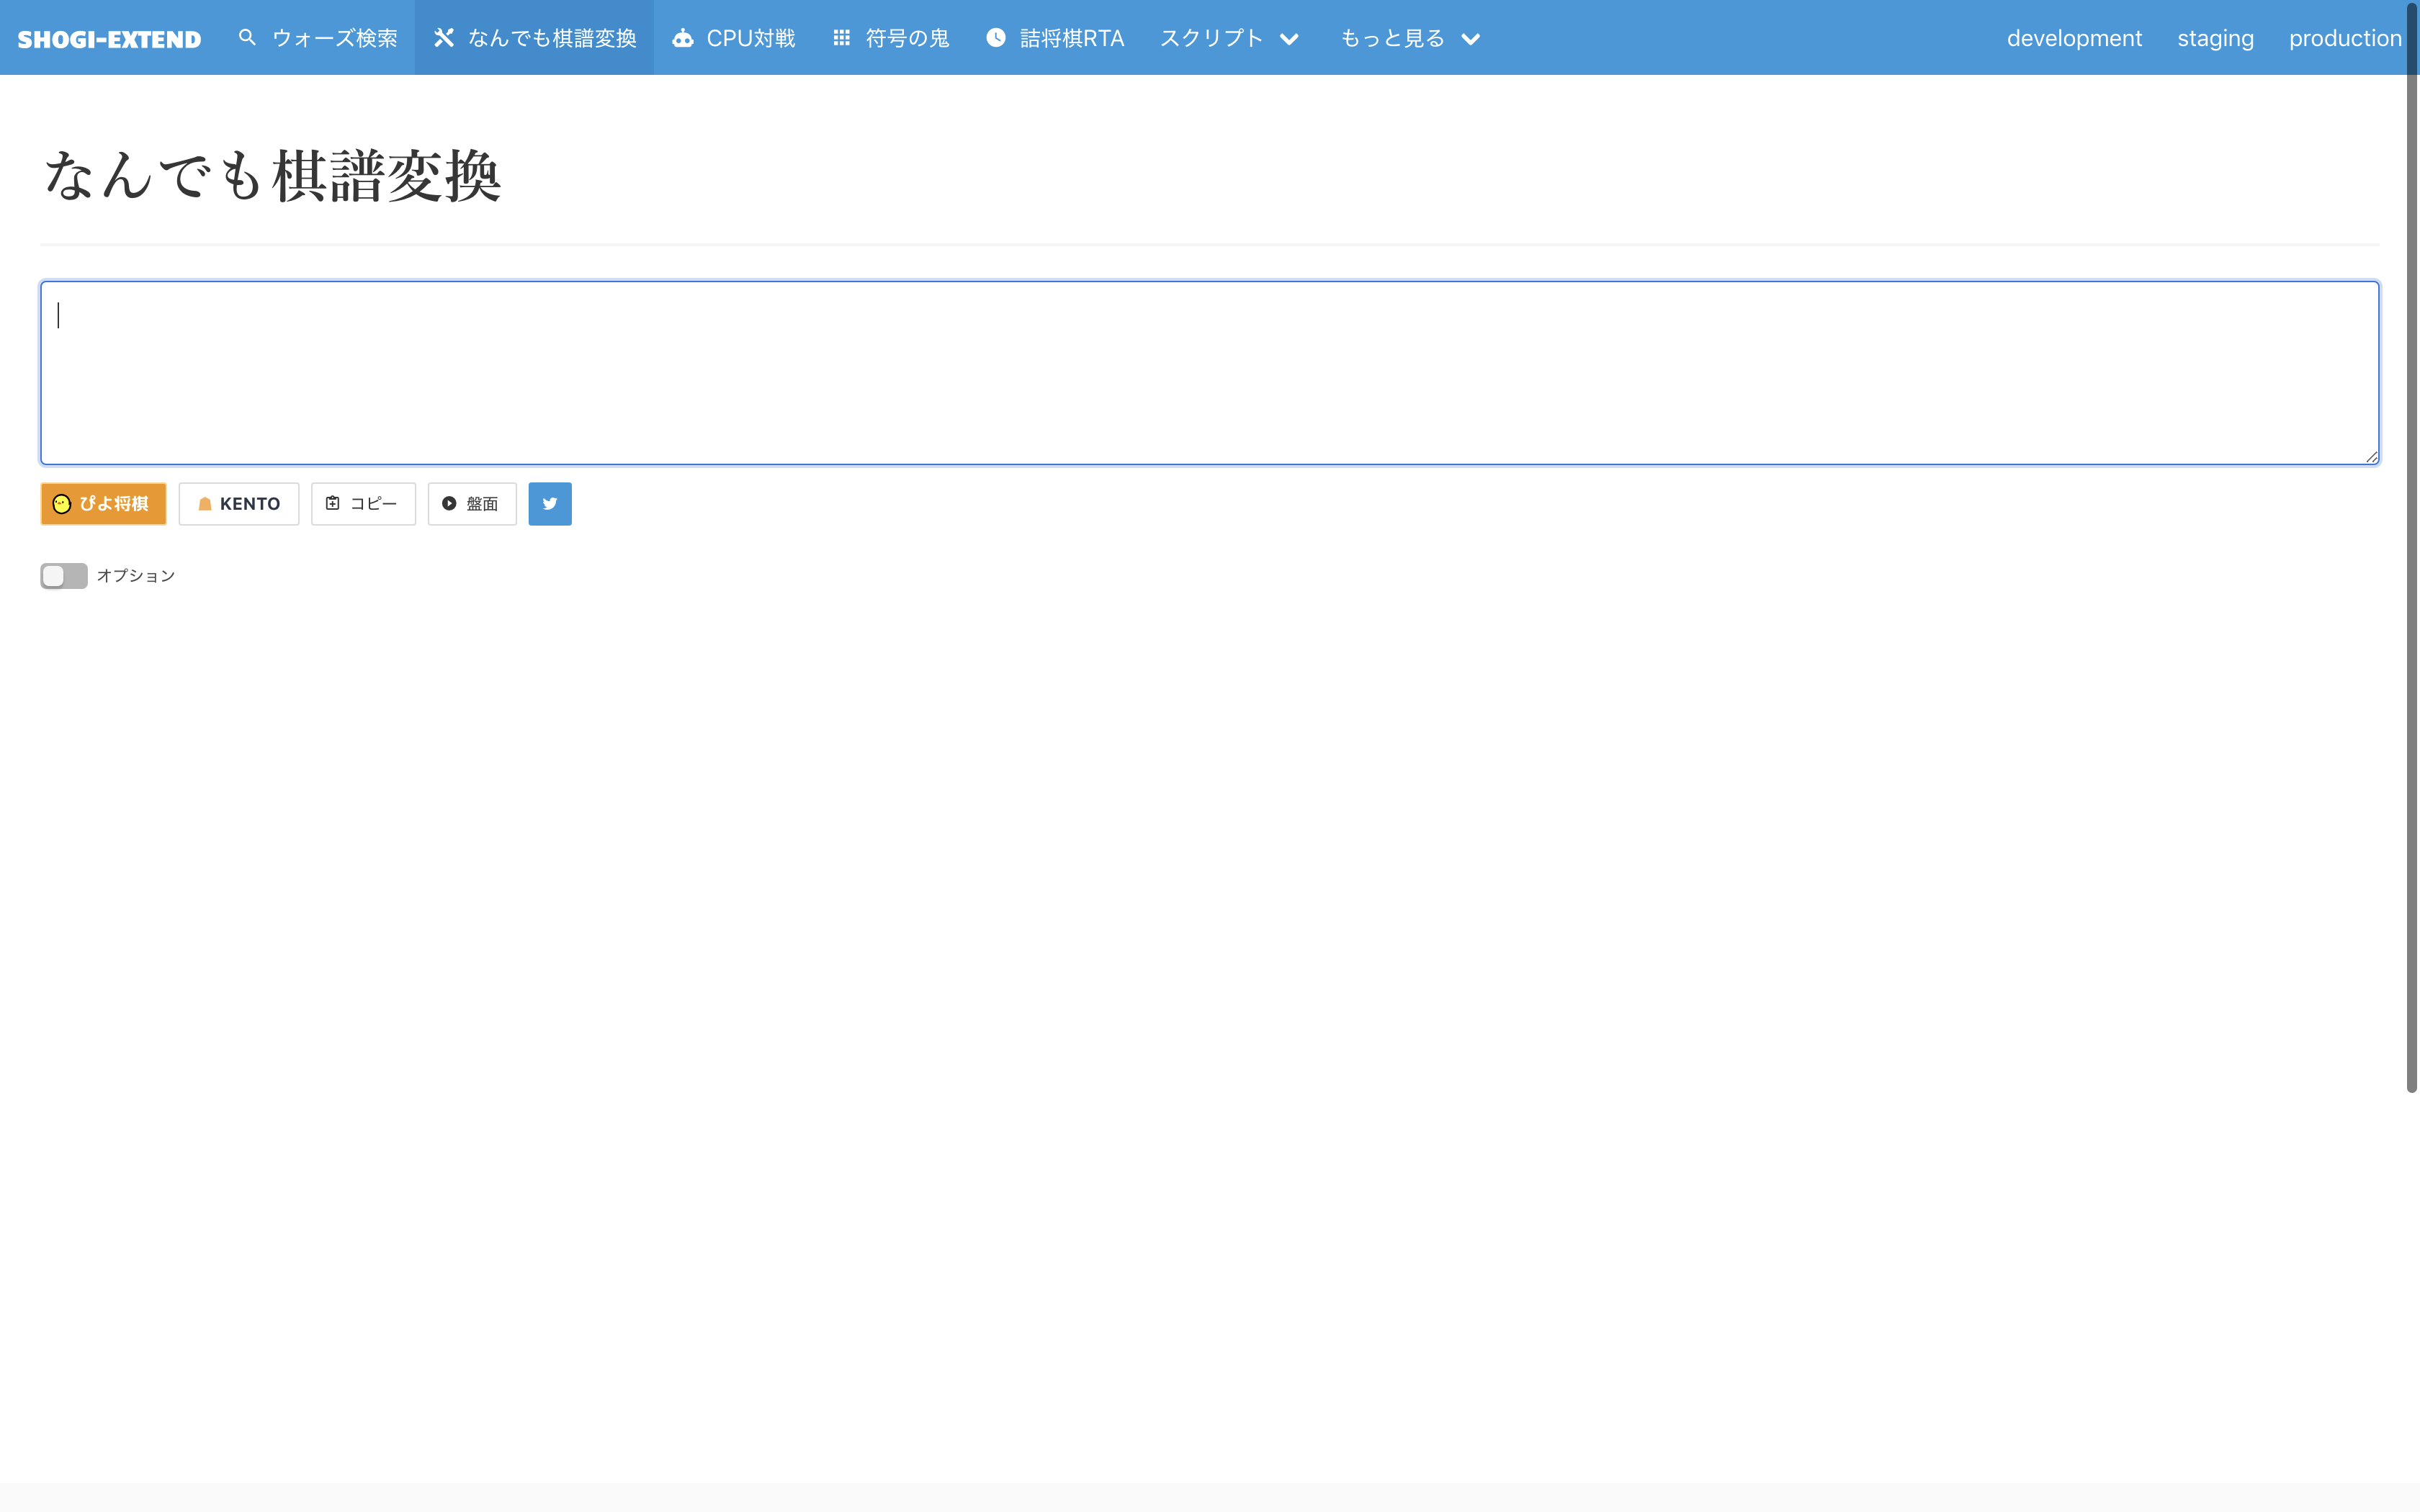 SHOGI-EXTEND ウォーズ検索 なんでも棋譜変換 CPU対戦 符号の鬼 詰将棋RTA スクリプト もっと見る development staging production
なんでも棋譜変換
ぴよ将棋 KENTO コピー 盤面
オプション